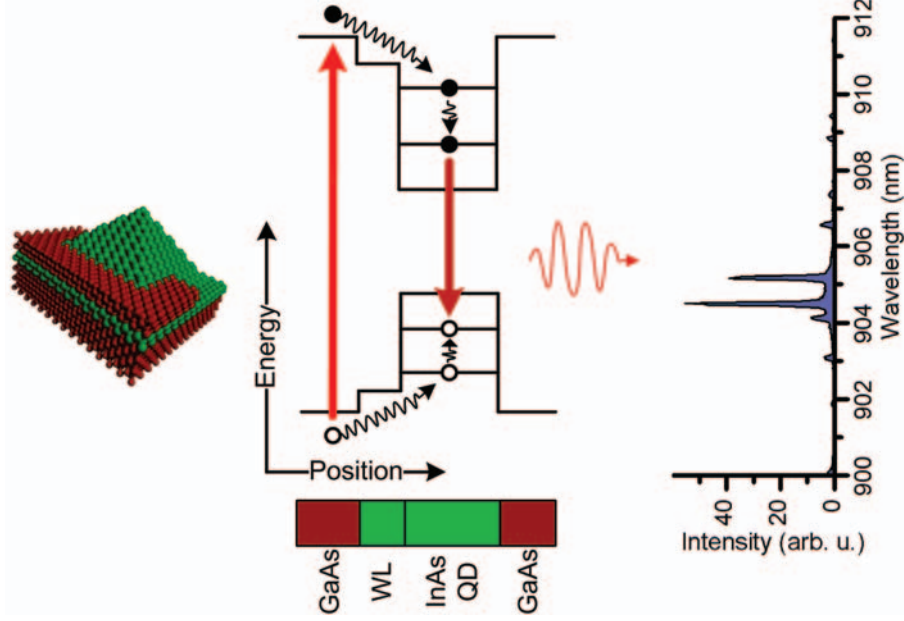 Energy
Position
GaAs
WL
InAs
QD
GaAs
912
910
908
906
904
902
900
Wavelength (nm)
40
20
0
Intensity (arb. u.)